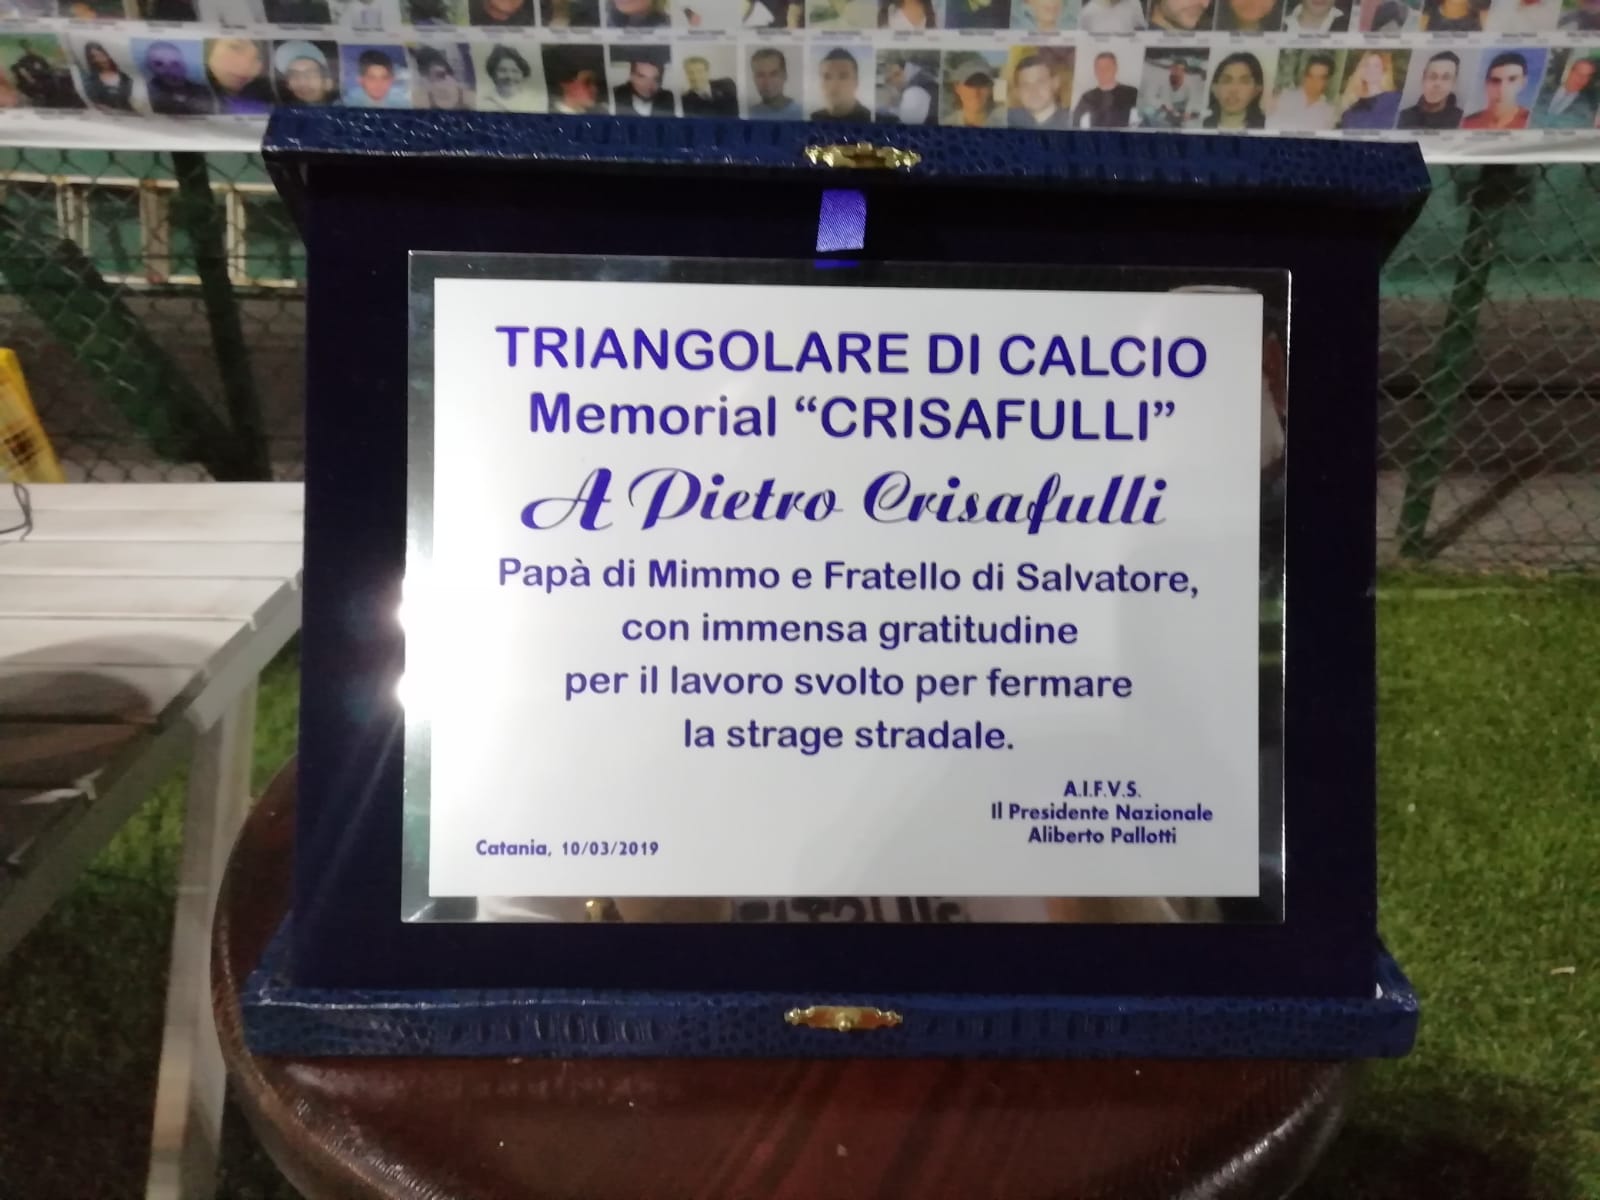 TRIANGOLARE DI CALCIO
Memorial “CRISAFULLI”
A Pietro Crisafulli
Papà di Mimmo e Fratello di Salvatore,
con immensa gratitudine
per il lavoro svolto per fermare
la strage stradale.
A.I.F.V.S.
Il Presidente Nazionale
Aliberto Pallotti
Catania, 10/03/2019